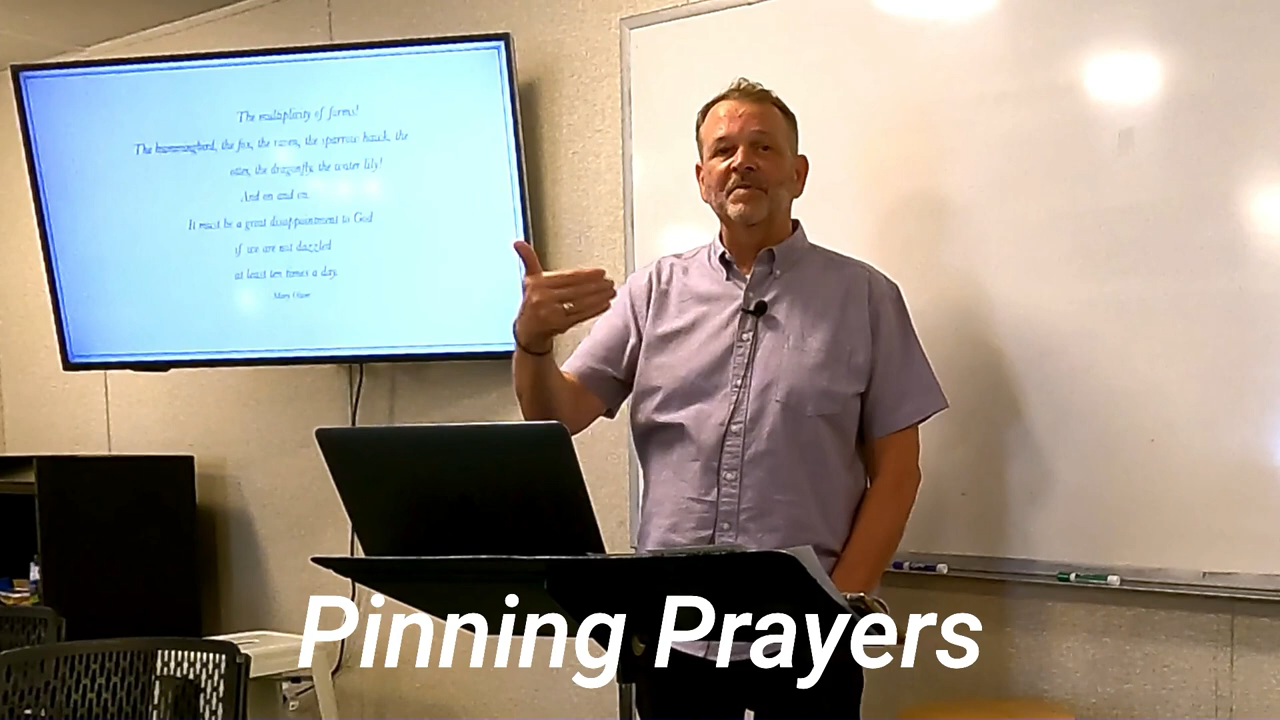 The multiplicity of forms!
The hummingbird, the fox, the raven, the sparrow hawk, the
otter, the dragonfly, the water lily!
And on and on.
It must be a great disappointment to God
if we are not dazzled
at least ten times a day.
Mary Oliver
Pinning Prayers